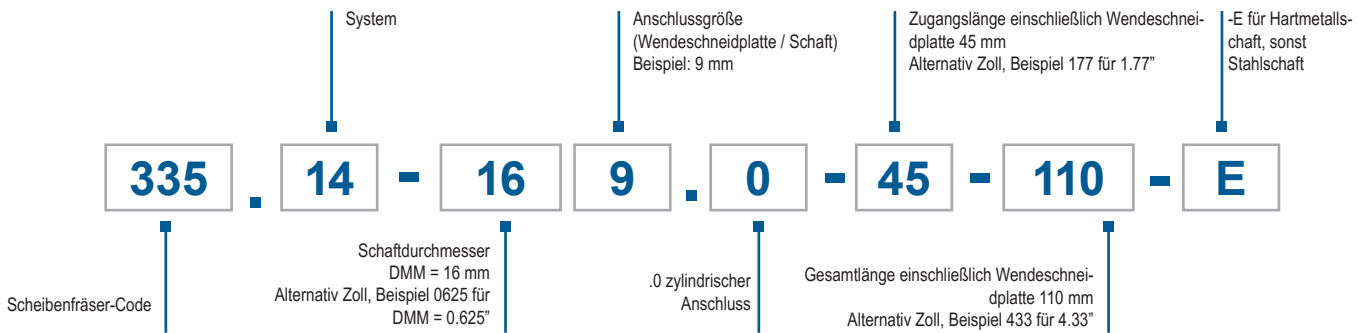 System
Anschlussgröße
(Wendeschneidplatte / Schaft)
Beispiel: 9 mm
Zugangslänge einschließlich Wendeschnei-
dplatte 45 mm
Alternativ Zoll, Beispiel 177 für 1.77”
-E für Hartmetalls-
chaft, sonst
Stahlschaft
335 . 14 - 16 9 . 0 - 45 - 110 - E
Scheibenfräser-Code
Schaftdurchmesser
DMM = 16 mm
Alternativ Zoll, Beispiel 0625 für
DMM = 0.625”
.0 zylindrischer
Anschluss
Gesamtlänge einschließlich Wendeschnei-
dplatte 110 mm
Alternativ Zoll, Beispiel 433 für 4.33”